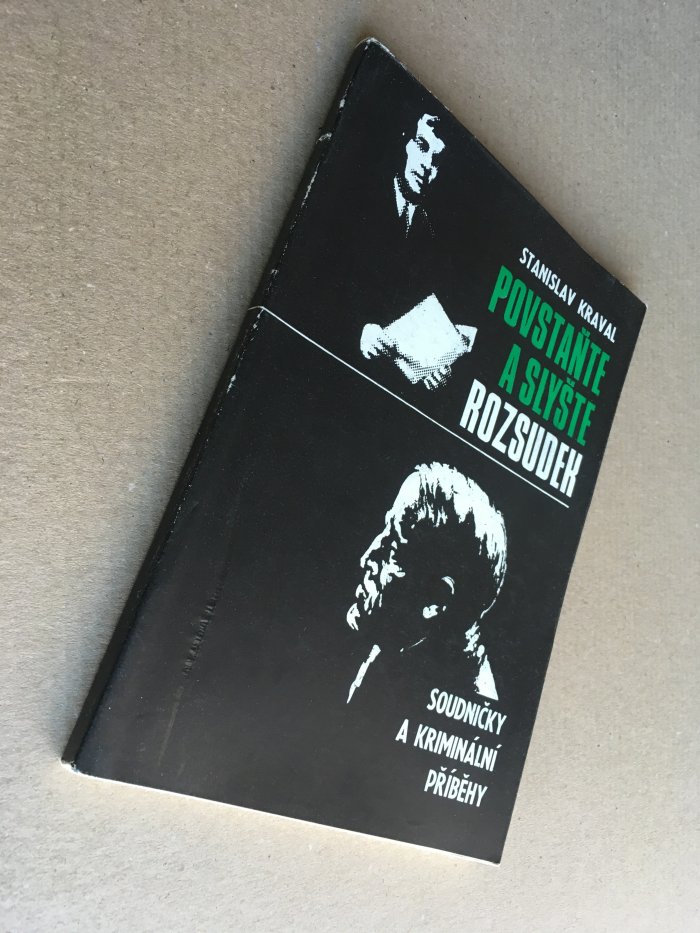 STANISLAV KRAVAL
POVSTAŇTE
A SLYŠTE
ROZSUDEK
SOUDNIČKY
A KRIMINÁLNÍ
PŘÍBĚHY